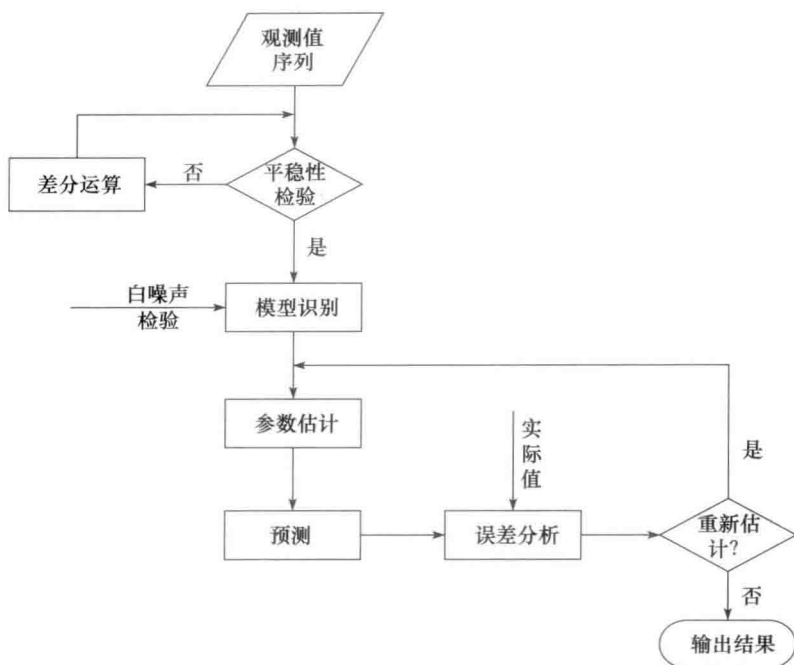 观测值
序列
差分运算
否
平稳性
检验
是
白噪声
检验
模型识别
参数估计
实
际
值
是
预测
误差分析
重新估
计?
否
输出结果